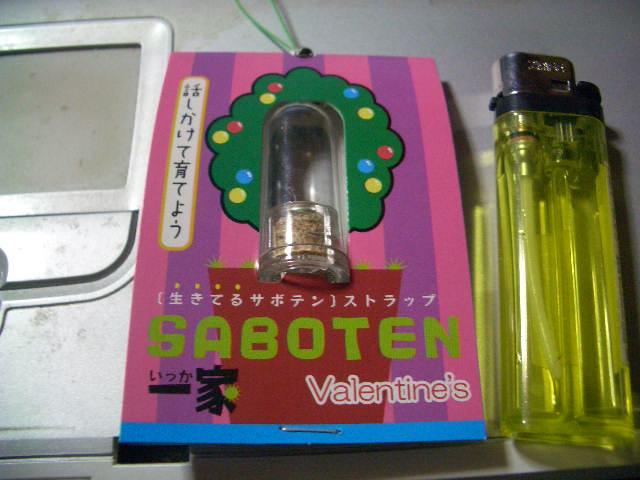 話しかけて育てよう
〔生きてるサボテン〕ストラップ
SABOTEN
いっか
一家
Valentine's